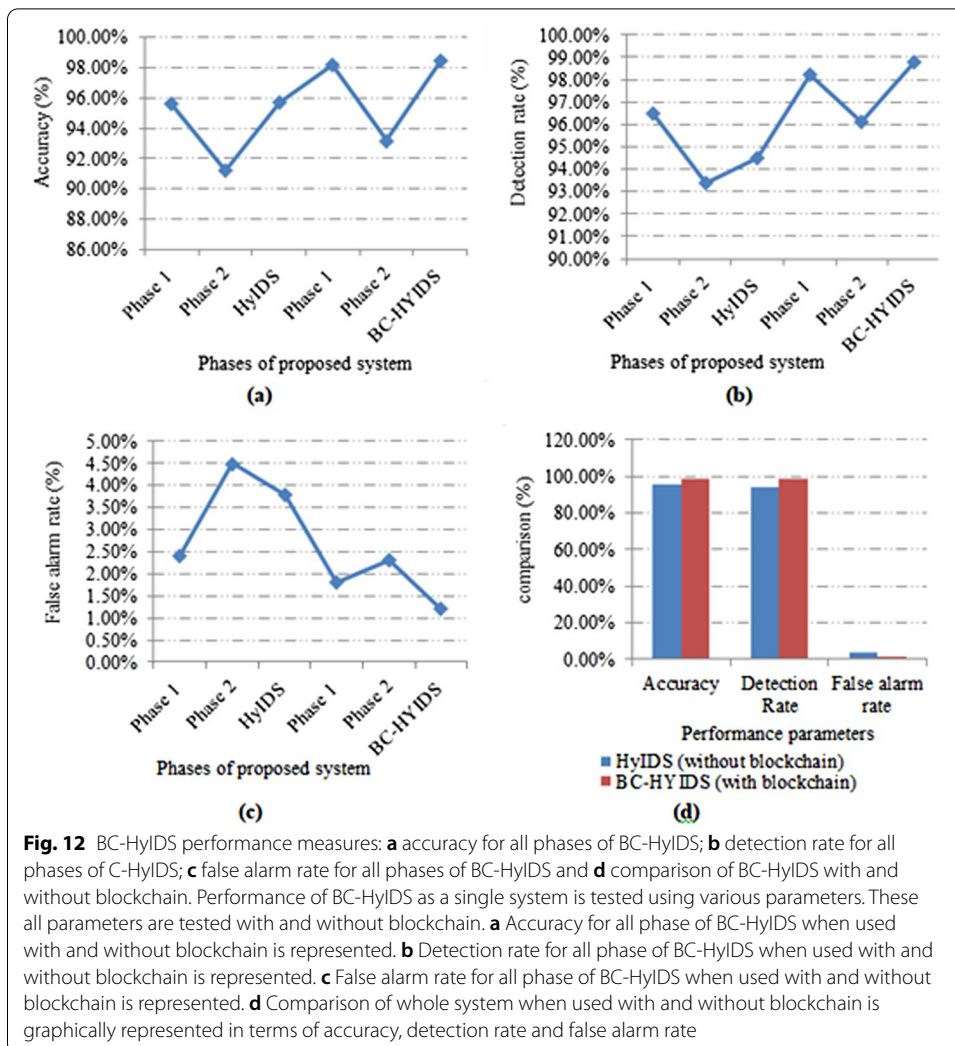 100.00%
98.00%
96.00%
94.00%
92.00%
90.00%
88.00%
86.00%
Accuracy (%)
Phase 1
Phase 2
HyIDS
Phase 1
Phase 2
BC-HYIDS
Phases of proposed system
(a)
100.00%
99.00%
98.00%
97.00%
96.00%
95.00%
94.00%
93.00%
92.00%
91.00%
90.00%
Detection rate (%)
Phase 1
Phase 2
HyIDS
Phase 1
Phase 2
BC-HYIDS
Phases of proposed system
(b)
5.00%
4.50%
4.00%
3.50%
3.00%
2.50%
2.00%
1.50%
1.00%
0.50%
0.00%
False alarm rate (%)
Phase 1
Phase 2
HyIDS
Phase 1
Phase 2
BC-HYIDS
Phases of proposed system
(c)
120.00%
100.00%
80.00%
60.00%
40.00%
20.00%
0.00%
comparison (%)
Accuracy
Detection
Rate
False alarm
rate
Performance parameters
HyIDS (without blockchain)
BC-HYIDS (with blockchain)
(d)
Fig. 12 BC-HyIDS performance measures: a accuracy for all phases of BC-HyIDS; b detection rate for all
phases of C-HyIDS; c false alarm rate for all phases of BC-HyIDS and d comparison of BC-HyIDS with and
without blockchain. Performance of BC-HyIDS as a single system is tested using various parameters. These
all parameters are tested with and without blockchain. a Accuracy for all phase of BC-HyIDS when used
with and without blockchain is represented. b Detection rate for all phase of BC-HyIDS when used with and
without blockchain is represented. c False alarm rate for all phase of BC-HyIDS when used with and without
blockchain is represented. d Comparison of whole system when used with and without blockchain is
graphically represented in terms of accuracy, detection rate and false alarm rate